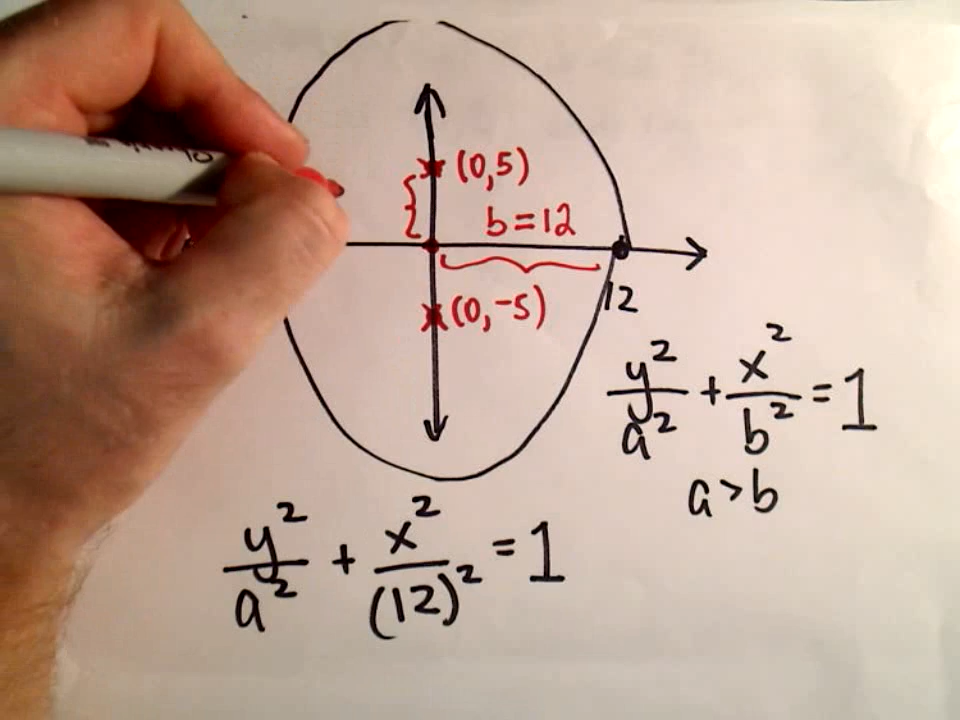 (0,5)
b=12
(0,-5)
12
y²/a² + x²/b² = 1
a>b
y²/a² + x²/(12)² = 1